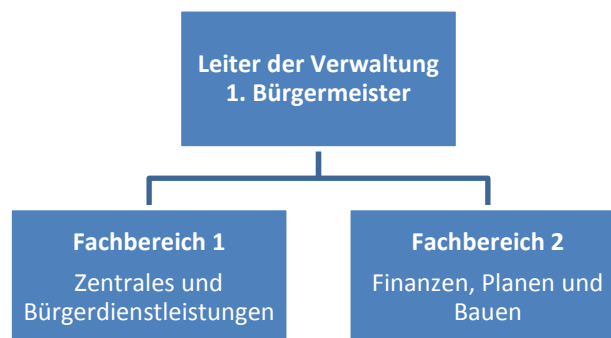 Leiter der Verwaltung
1. Bürgermeister
Fachbereich 1
Zentrales und
Bürgerdienstleistungen
Fachbereich 2
Finanzen, Planen und
Bauen